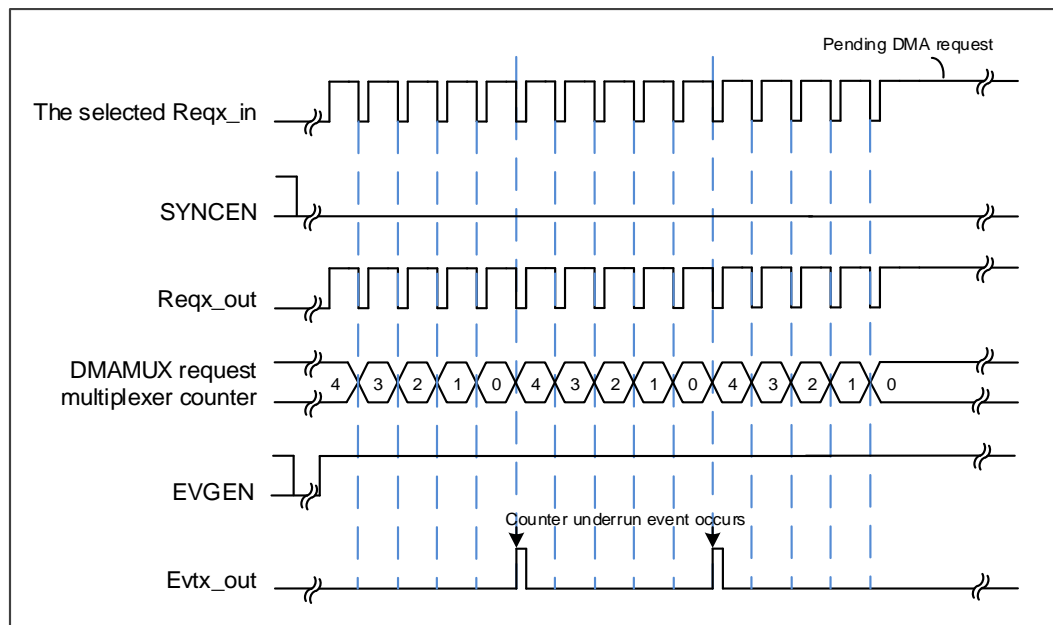 Pending DMA request
The selected Reqx_in
SYNCEN
Reqx_out
DMAMUX request
multiplexer counter
4 3 2 1 0 4 3 2 1 0 4 3 2 1 0
EVGEN
Counter underrun event occurs
Evtx_out